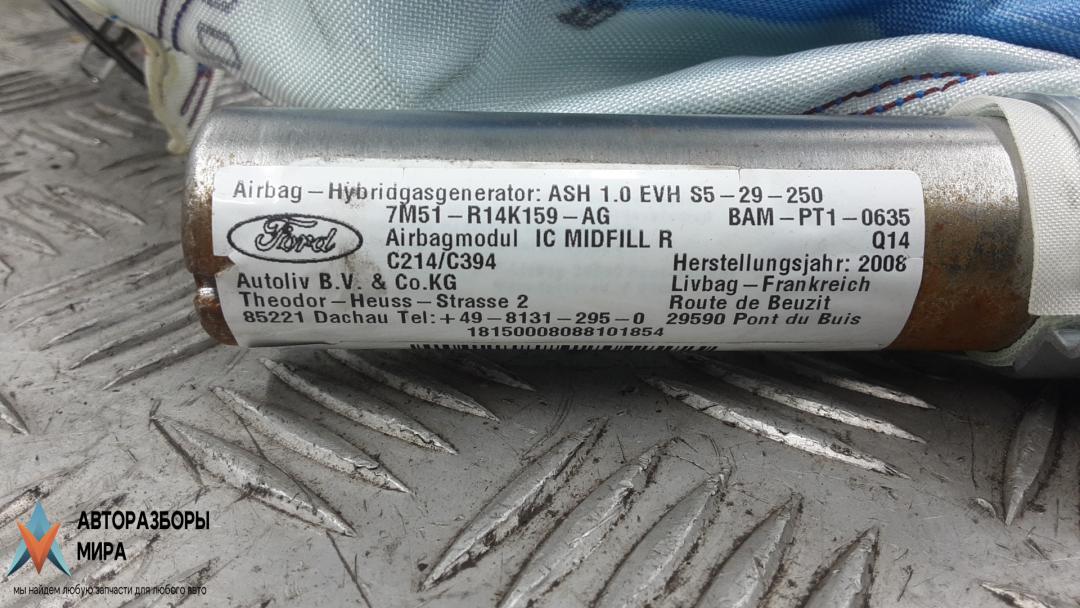 Airbag-Hybridgasgenerator: ASH 1.0 EVH S5-29-250
7M51-R14K159-AG BAM-PT1-0635
Ford Airbagmodul IC MIDFILL R Q14
C214/C394 Herstellungsjahr: 2008
Autoliv B.V. & Co.KG Livbag-Frankreich
Theodor-Heuss-Strasse 2 Route de Beuzit
85221 Dachau Tel:+49-8131-295-0 29590 Pont du Buis
18150008088101854
АВТОРАЗБОРЫ
МИРА
мы найдем любую запчасти для любого авто